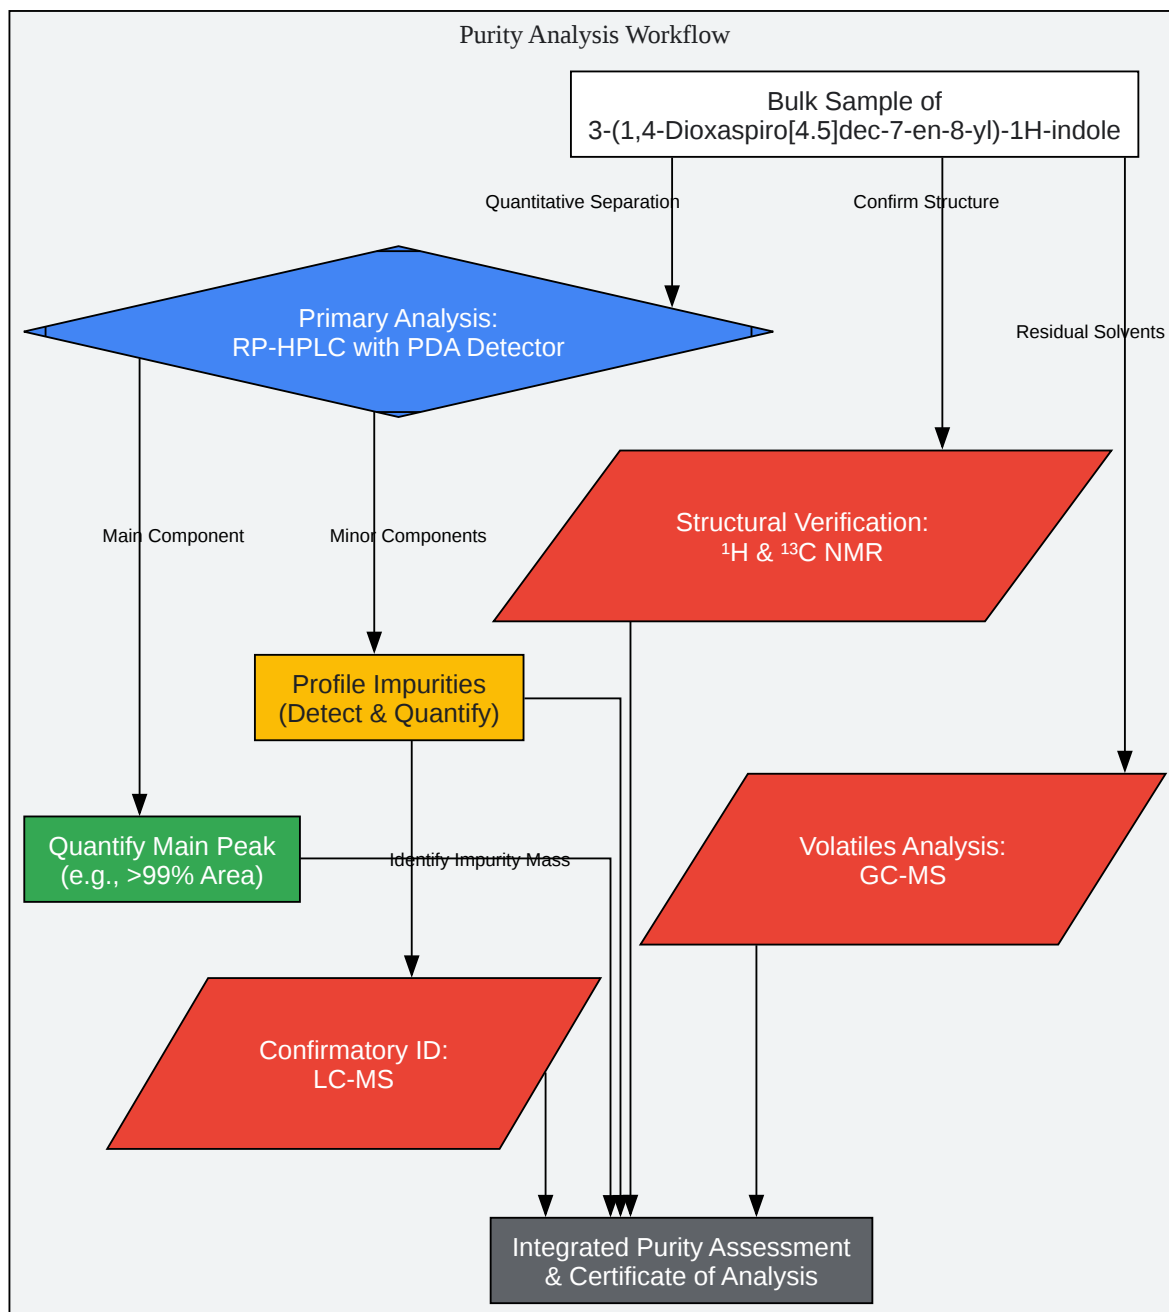 Purity Analysis Workflow
Bulk Sample of
3-(1,4-Dioxaspiro[4.5]dec-7-en-8-yl)-1H-indole
Quantitative Separation
Confirm Structure
Primary Analysis:
RP-HPLC with PDA Detector
Residual Solvents
Main Component
Minor Components
Structural Verification:
¹H & ¹³C NMR
Profile Impurities
(Detect & Quantify)
Quantify Main Peak
(e.g., >99% Area)
Identify Impurity Mass
Volatiles Analysis:
GC-MS
Confirmatory ID:
LC-MS
Integrated Purity Assessment
& Certificate of Analysis